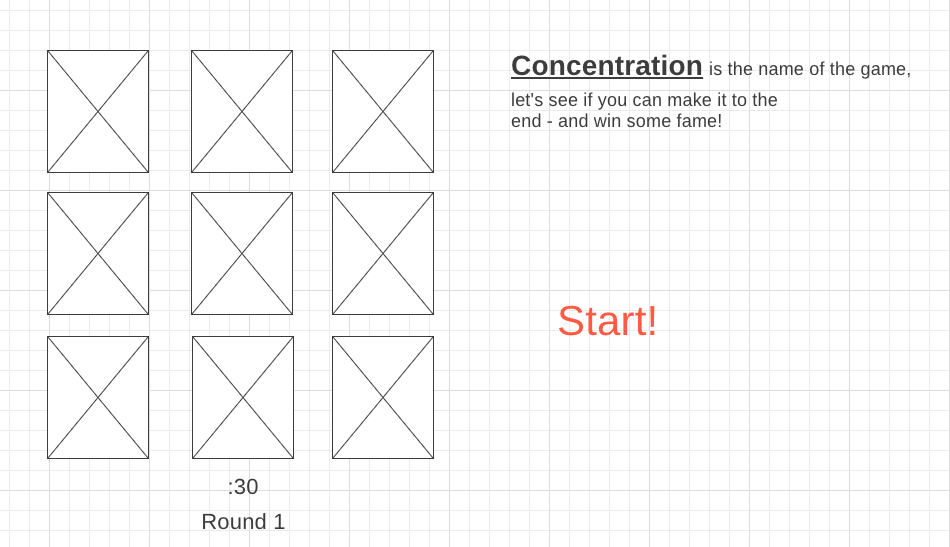 Concentration is the name of the game,
let's see if you can make it to the
end - and win some fame!
Start!
:30
Round 1